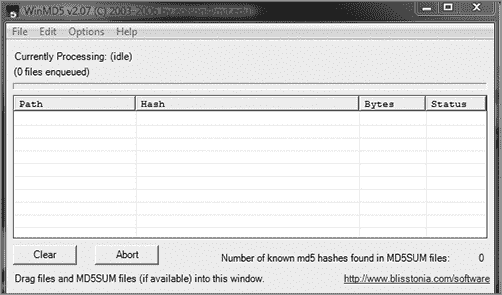 WinMD5 v2.07 (C) 2003-2006 by
File Edit Options Help
Currently Processing: (idle)
(0 files enqueued)
Path Hash Bytes Status
Clear Abort Number of known md5 hashes found in MD5SUM files: 0
Drag files and MD5SUM files (if available) into this window. http://www.blisstonia.com/software